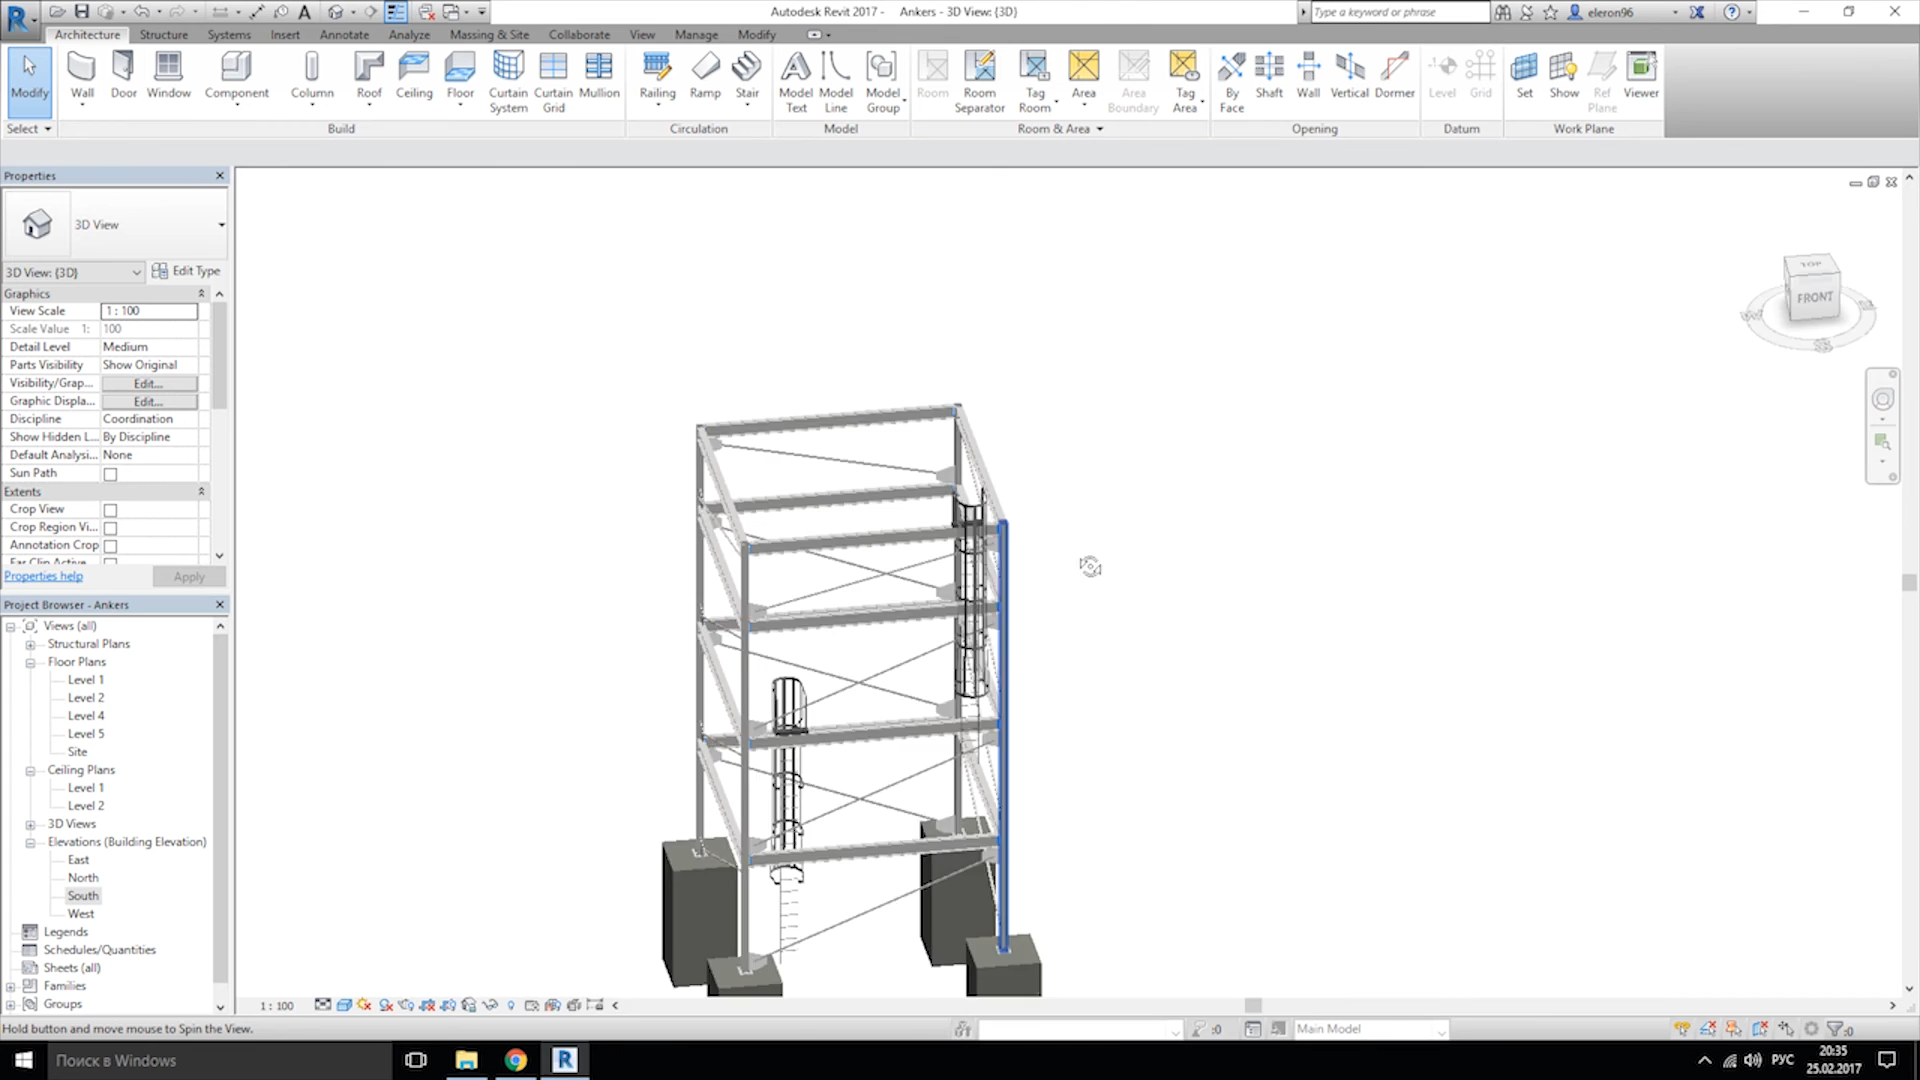 Autodesk Revit 2017 - Ankers - 3D View: {3D}
Type a keyword or phrase
eleron96
Architecture Structure Systems Insert Annotate Analyze Massing & Site Collaborate View Manage Modify
Modify Wall Door Window Component Column Roof Ceiling Floor Curtain System Curtain Grid Mullion Railing Ramp Stair Model Text Model Line Model Group Room Room Separator Tag Room Area Area Boundary Tag Area By Face Shaft Wall Vertical Dormer Level Grid Set Show Ref Plane Viewer
Select Build Circulation Model Room & Area Opening Datum Work Plane
Properties
3D View
3D View: {3D} Edit Type
Graphics
View Scale 1 : 100
Scale Value 1: 100
Detail Level Medium
Parts Visibility Show Original
Visibility/Grap... Edit...
Graphic Displa... Edit...
Discipline Coordination
Show Hidden L... By Discipline
Default Analysi... None
Sun Path
Extents
Crop View
Crop Region Vi...
Annotation Crop
Far Clip Active
Properties help Apply
Project Browser - Ankers
Views (all)
Structural Plans
Floor Plans
Level 1
Level 2
Level 4
Level 5
Site
Ceiling Plans
Level 1
Level 2
3D Views
Elevations (Building Elevation)
East
North
South
West
Legends
Schedules/Quantities
Sheets (all)
Families
Groups
TOP
FRONT
1 : 100
Hold button and move mouse to Spin the View.
:0
Main Model
:0
Поиск в Windows
РУС
20:35
25.02.2017